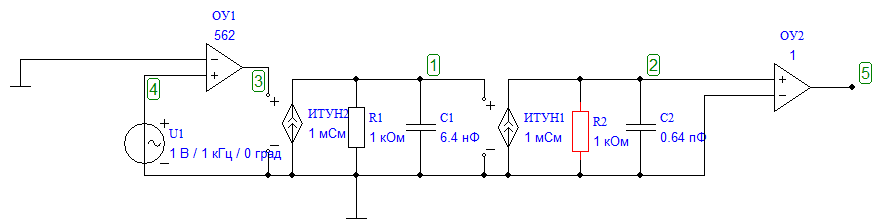 ОУ1
562
ОУ2
1
1
2
3
4
5
ИТУН2
1 мСм
R1
1 кОм
C1
6.4 нФ
ИТУН1
1 мСм
R2
1 кОм
C2
0.64 пФ
U1
1 В / 1 кГц / 0 град